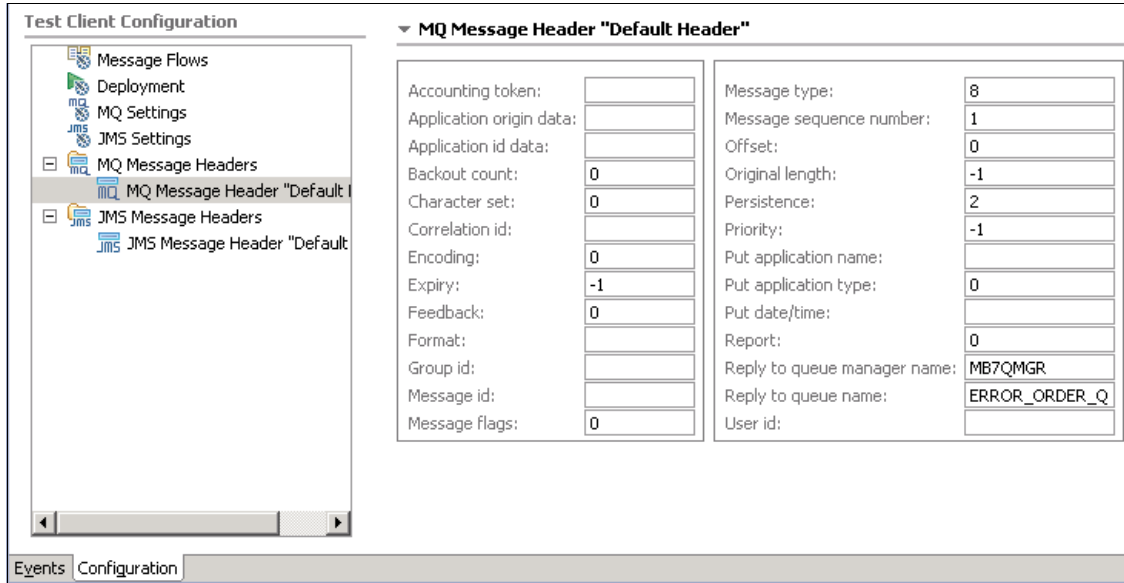 Test Client Configuration
Message Flows
Deployment
MQ Settings
JMS Settings
MQ Message Headers
MQ Message Header "Default
JMS Message Headers
JMS Message Header "Default
MQ Message Header "Default Header"
Accounting token:
Application origin data:
Application id data:
Backout count: 0
Character set: 0
Correlation id:
Encoding: 0
Expiry: -1
Feedback: 0
Format:
Group id:
Message id:
Message flags: 0
Message type: 8
Message sequence number: 1
Offset: 0
Original length: -1
Persistence: 2
Priority: -1
Put application name:
Put application type: 0
Put date/time:
Report: 0
Reply to queue manager name: MB7QMGR
Reply to queue name: ERROR_ORDER_Q
User id:
Events Configuration